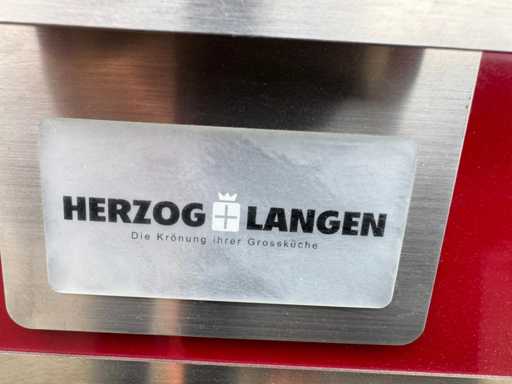 HERZOG + LANGEN
Die Krönung ihrer Grossküche